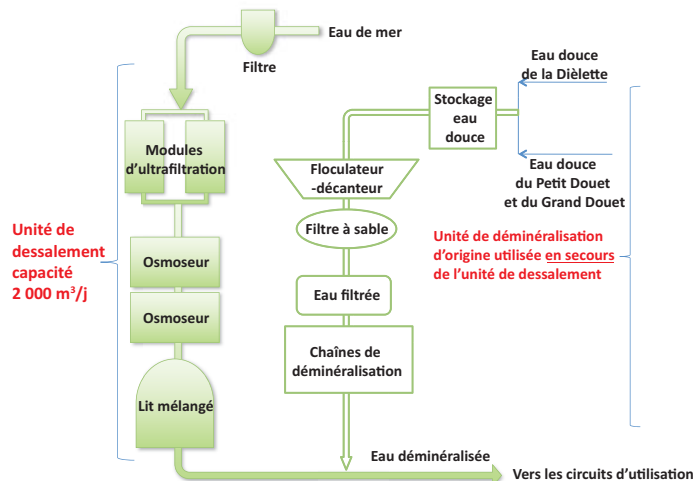 Eau de mer
Filtre
Modules
d'ultrafiltration
Unité de
dessalement
capacité
2 000 m³/j
Osmoseur
Osmoseur
Lit mélangé
Eau douce
de la Dièlette
Stockage
eau
douce
Eau douce
du Petit Douet
et du Grand Douet
Floculateur
-décanteur
Filtre à sable
Eau filtrée
Chaînes de
déminéralisation
Unité de déminéralisation
d'origine utilisée en secours
de l'unité de dessalement
Eau déminéralisée
Vers les circuits d'utilisation